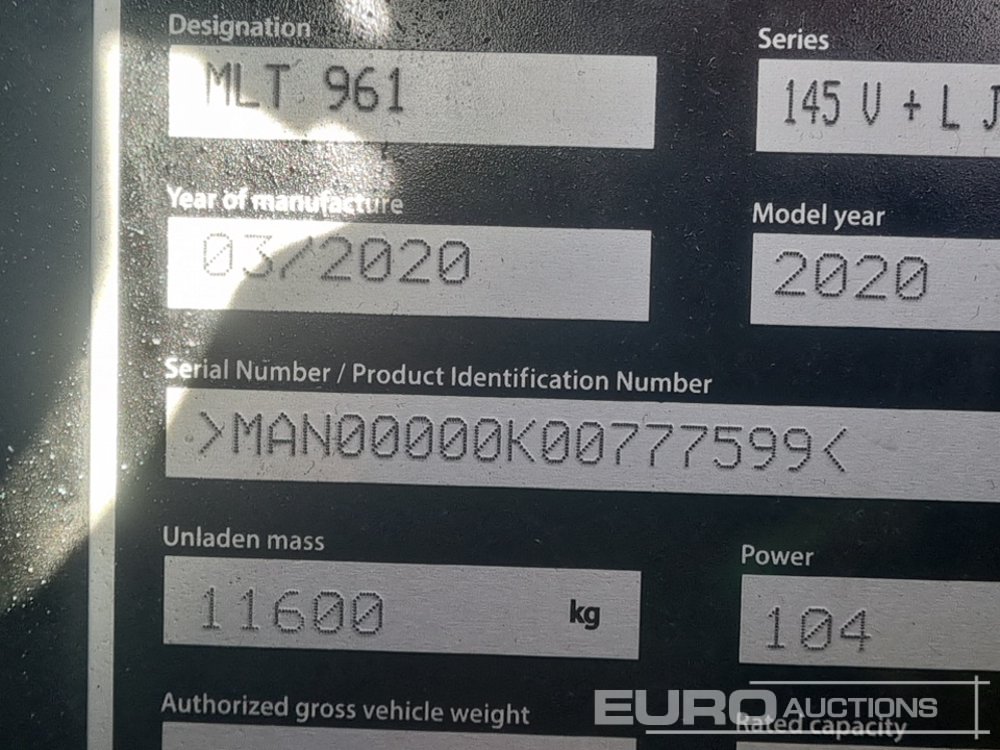 Designation
Series
MLT 961
145 V + L J
Year of manufacture
Model year
03/2020
2020
Serial Number / Product Identification Number
>MAN00000K00777599<
Unladen mass
Power
11600 kg
104
Authorized gross vehicle weight
Rated capacity
EURO AUCTIONS